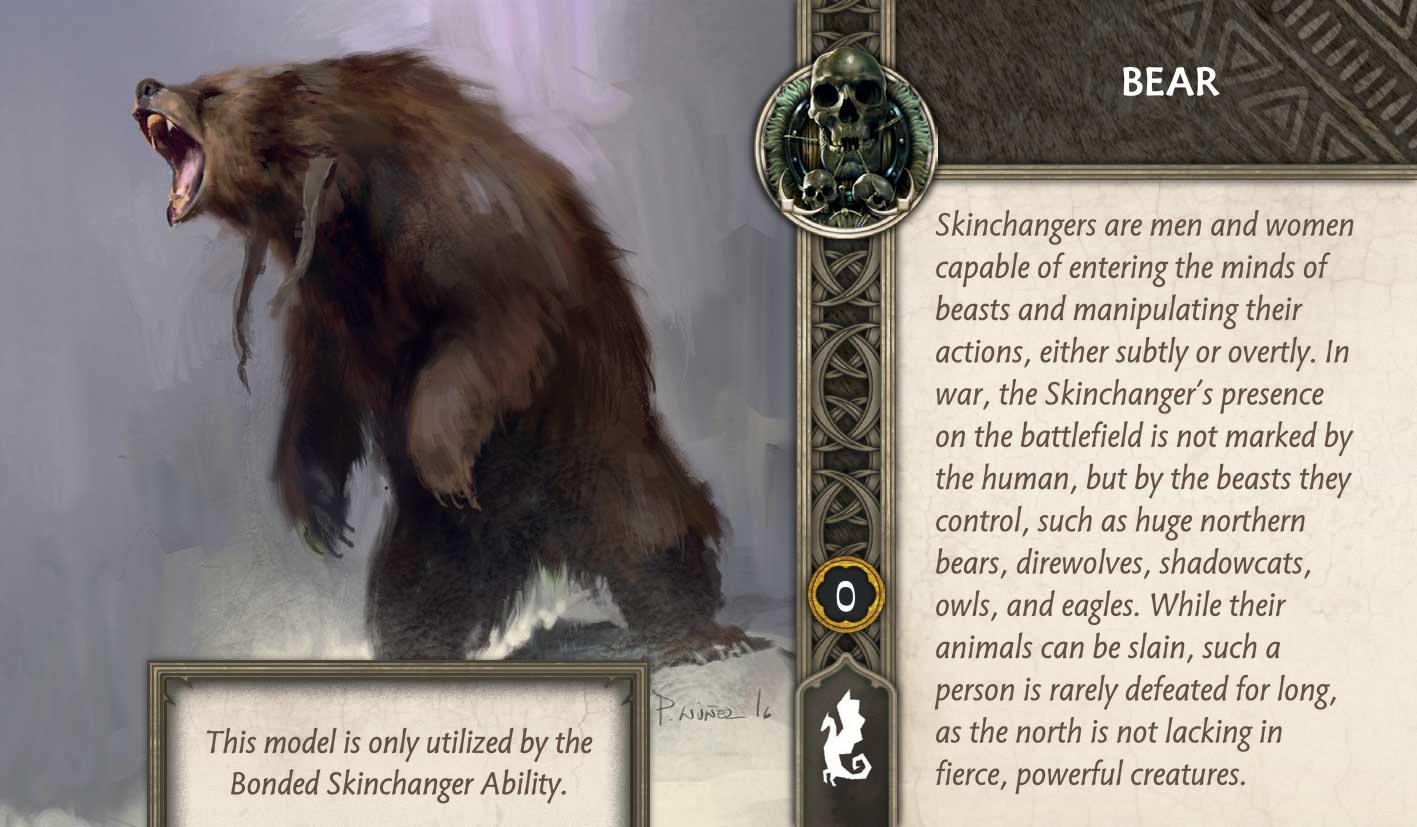 BEAR
Skinchangers are men and women
capable of entering the minds of
beasts and manipulating their
actions, either subtly or overtly. In
war, the Skinchanger's presence
on the battlefield is not marked by
the human, but by the beasts they
control, such as huge northern
bears, direwolves, shadowcats,
owls, and eagles. While their
animals can be slain, such a
person is rarely defeated for long,
as the north is not lacking in
fierce, powerful creatures.
0
P. NUÑEZ 16
This model is only utilized by the
Bonded Skinchanger Ability.